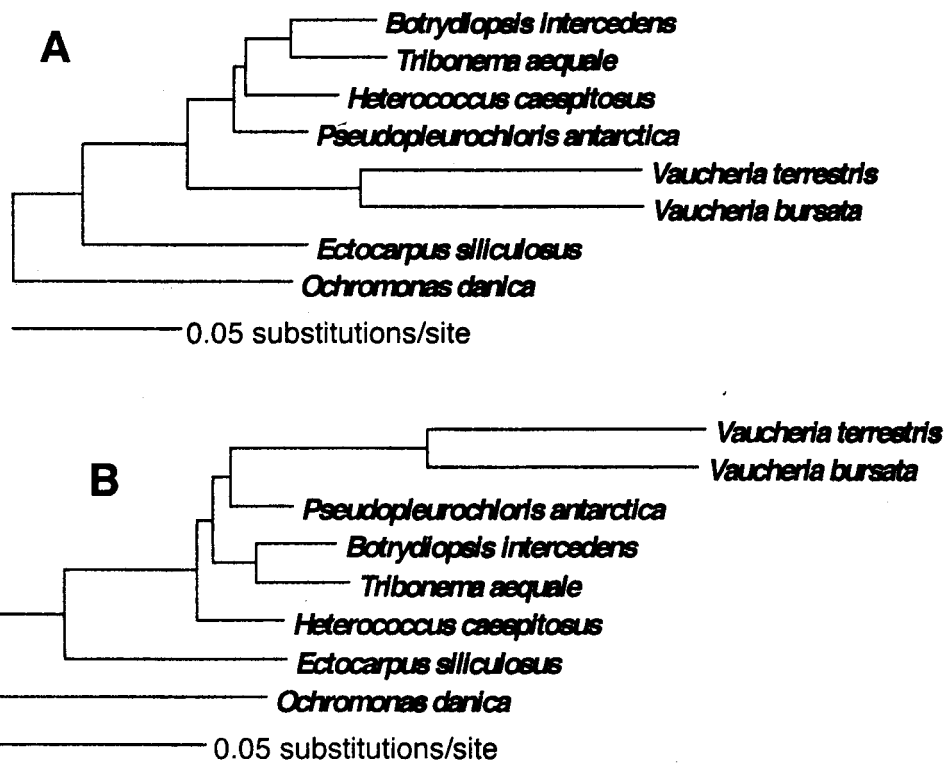 A
Botrydiopsis intercedens
Tribonema aequale
Heterococcus caespitosus
Pseudopleurochloris antarctica
Vaucheria terrestris
Vaucheria bursata
Ectocarpus siliculosus
Ochromonas danica
0.05 substitutions/site
B
Vaucheria terrestris
Vaucheria bursata
Pseudopleurochloris antarctica
Botrydiopsis intercedens
Tribonema aequale
Heterococcus caespitosus
Ectocarpus siliculosus
Ochromonas danica
0.05 substitutions/site